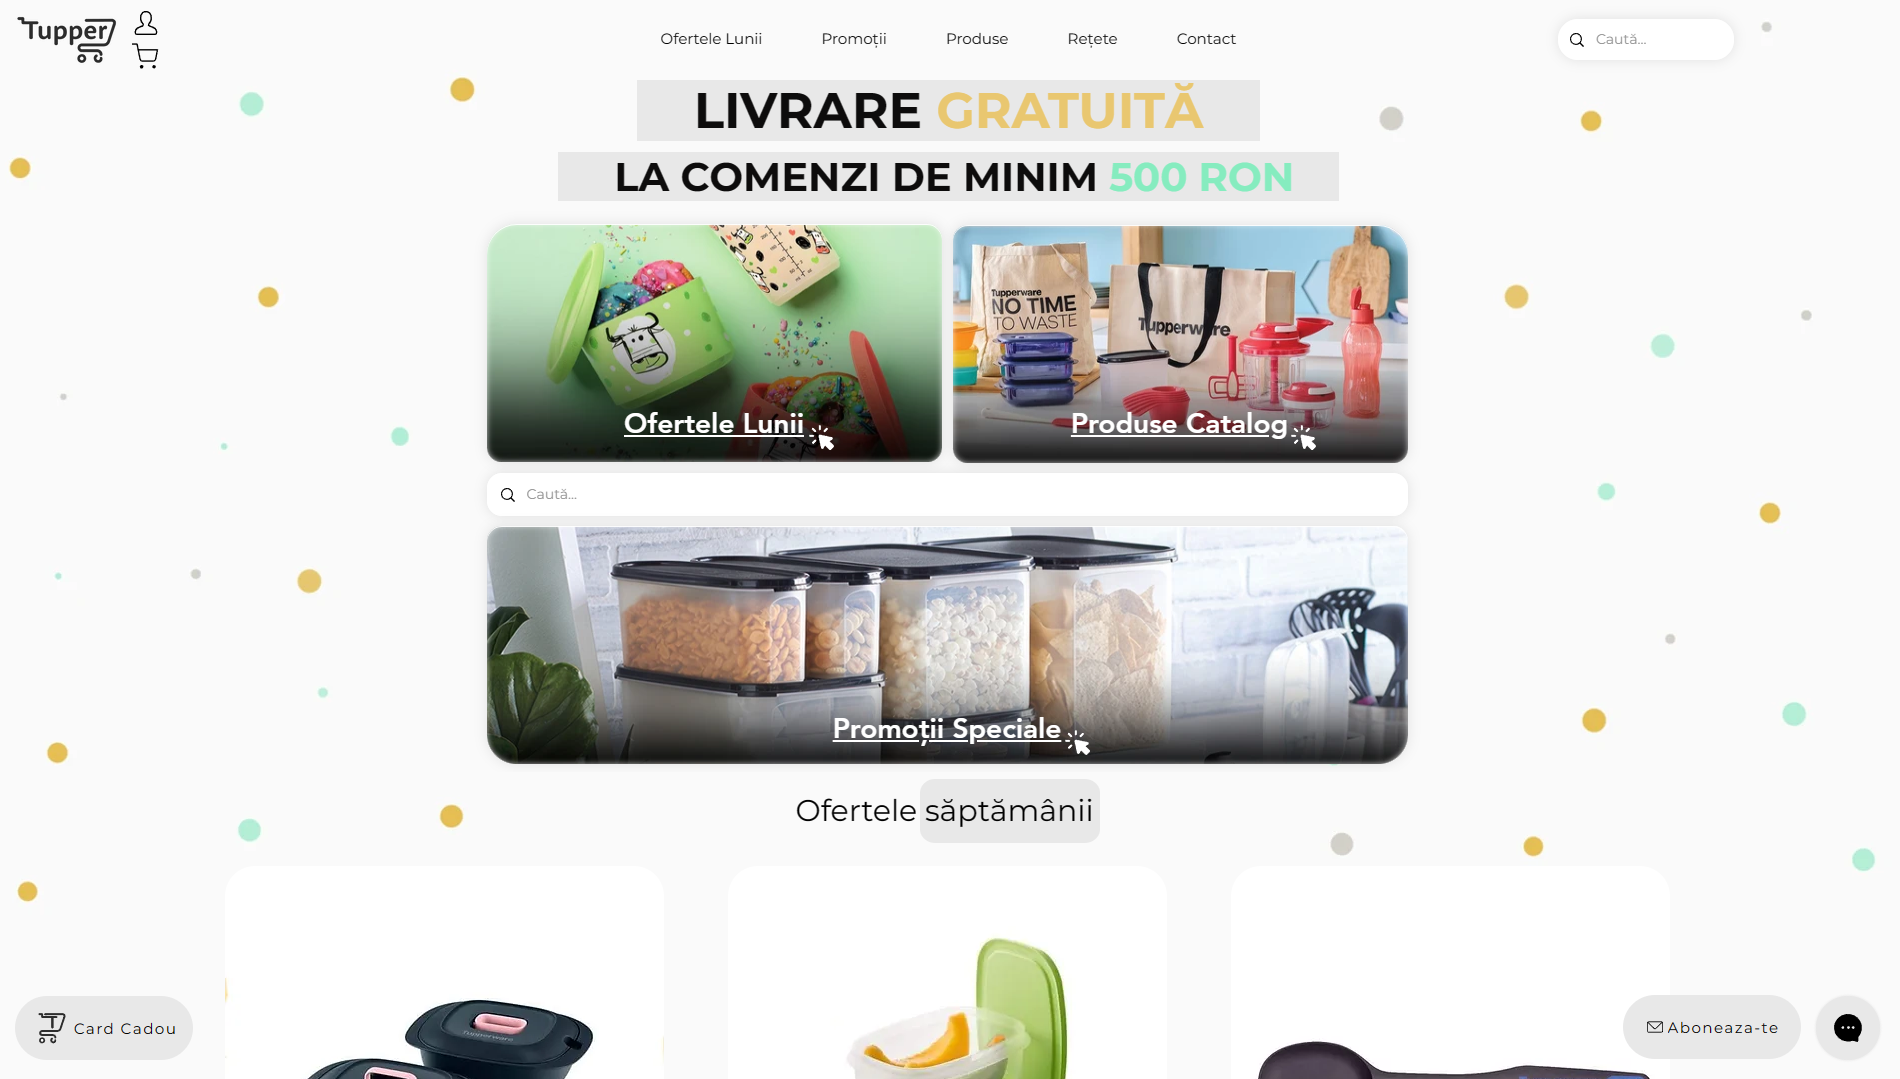 Tupper
Ofertele Lunii
Promoții
Produse
Rețete
Contact
Caută...
LIVRARE GRATUITĂ
LA COMENZI DE MINIM 500 RON
Ofertele Lunii
Tupperware
NO TIME
TO WASTE
Tupperware
Produse Catalog
Caută...
Promoții Speciale
Ofertele săptămânii
Tupperware
Card Cadou
Aboneaza-te